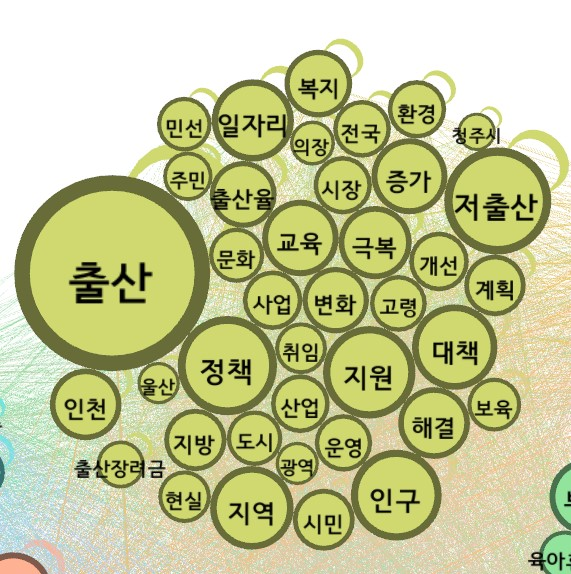 복지
환경
민선
일자리
전국
청주시
의장
주민
출산율
시장
증가
저출산
교육
극복
문화
개선
출산
계획
사업
변화
고령
취임
대책
정책
지원
울산
인천
산업
보육
해결
지방
도시
운영
광역
출산장려금
현실
지역
시민
인구